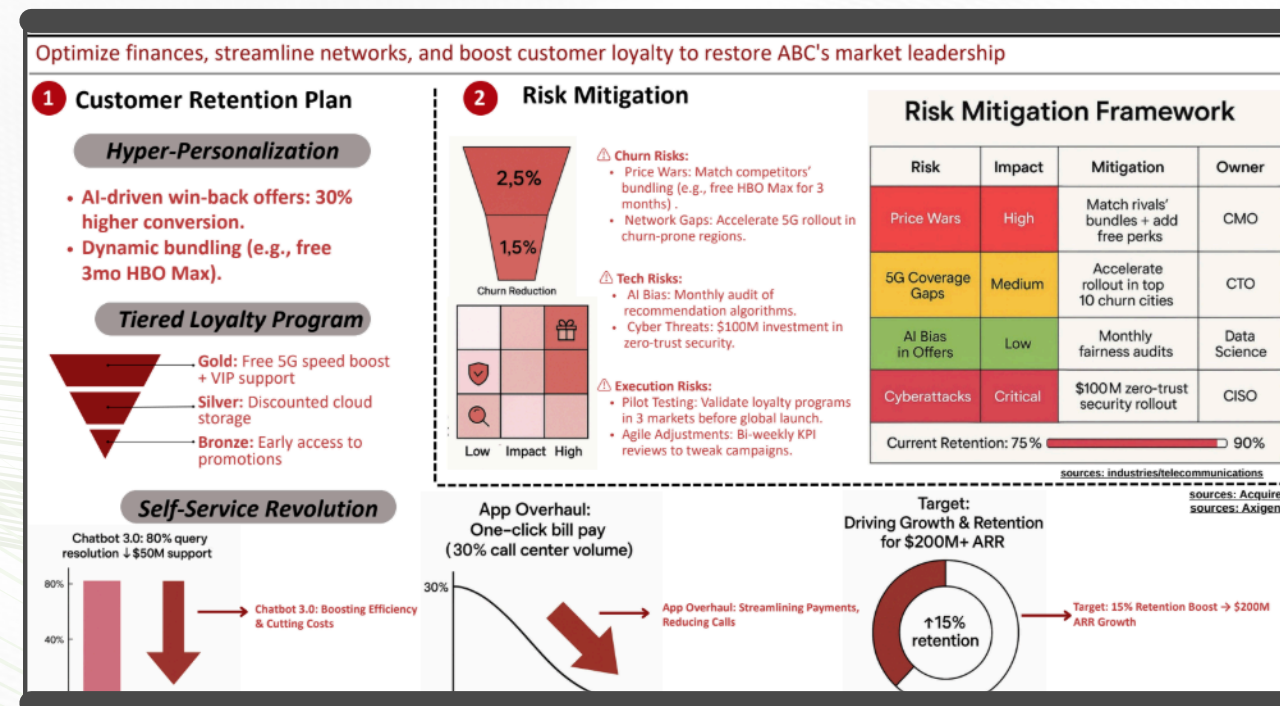 Optimize finances, streamline networks, and boost customer loyalty to restore ABC's market leadership
1 Customer Retention Plan
Hyper-Personalization
• AI-driven win-back offers: 30%
higher conversion.
• Dynamic bundling (e.g., free
3mo HBO Max).
Tiered Loyalty Program
Gold: Free 5G speed boost
+ VIP support
Silver: Discounted cloud
storage
Bronze: Early access to
promotions
2 Risk Mitigation
2,5%
1,5%
Churn Reduction
Low Impact High
⚠ Churn Risks:
• Price Wars: Match competitors'
bundling (e.g., free HBO Max for 3
months) .
• Network Gaps: Accelerate 5G rollout in
churn-prone regions.
⚠ Tech Risks:
• AI Bias: Monthly audit of
recommendation algorithms.
• Cyber Threats: $100M investment in
zero-trust security.
⚠ Execution Risks:
• Pilot Testing: Validate loyalty programs
in 3 markets before global launch.
• Agile Adjustments: Bi-weekly KPI
reviews to tweak campaigns.
Risk Mitigation Framework
Risk Impact Mitigation Owner
Price Wars High Match rivals'
bundles + add
free perks CMO
5G Coverage
Gaps Medium Accelerate
rollout in top
10 churn cities CTO
AI Bias
in Offers Low Monthly
fairness audits Data
Science
Cyberattacks Critical $100M zero-trust
security rollout CISO
Current Retention: 75% 90%
sources: industries/telecommunications
sources: Acquire
sources: Axigen
Self-Service Revolution
Chatbot 3.0: 80% query
resolution ↓ $50M support
80%
40%
Chatbot 3.0: Boosting Efficiency
& Cutting Costs
App Overhaul:
One-click bill pay
(30% call center volume)
30%
App Overhaul: Streamlining Payments,
Reducing Calls
Target:
Driving Growth & Retention
for $200M+ ARR
↑15%
retention
Target: 15% Retention Boost → $200M
ARR Growth